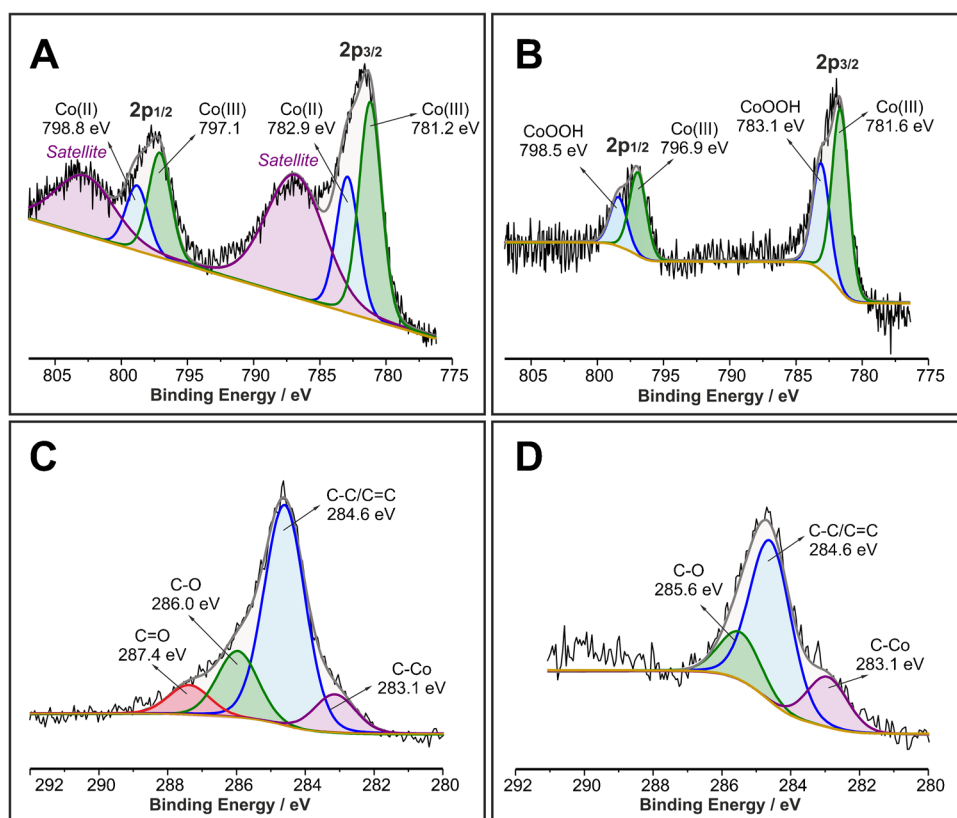 A
2p3/2
Co(II)
798.8 eV
2p1/2
Co(III)
797.1
Co(II)
782.9 eV
Co(III)
781.2 eV
Satellite
Satellite
805 800 795 790 785 780 775
Binding Energy / eV
B
2p3/2
CoOOH
798.5 eV
2p1/2
Co(III)
796.9 eV
CoOOH
783.1 eV
Co(III)
781.6 eV
805 800 795 790 785 780 775
Binding Energy / eV
C
C-C/C=C
284.6 eV
C-O
286.0 eV
C=O
287.4 eV
C-Co
283.1 eV
292 290 288 286 284 282 280
Binding Energy / eV
D
C-C/C=C
284.6 eV
C-O
285.6 eV
C-Co
283.1 eV
292 290 288 286 284 282 280
Binding Energy / eV